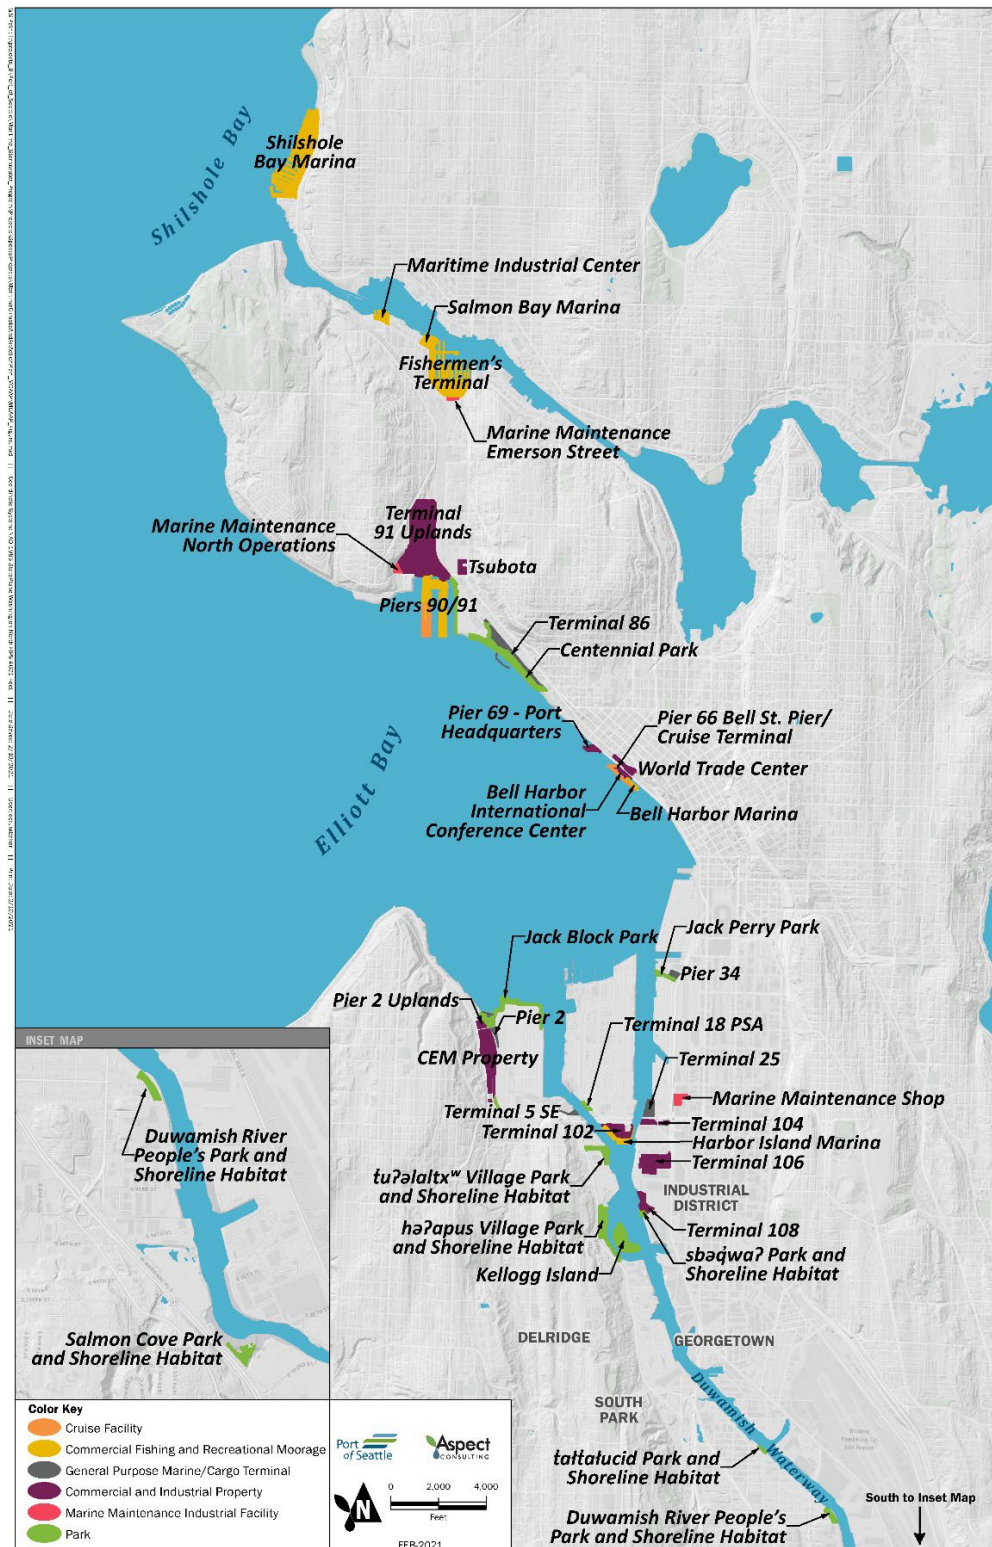 Shilshole Bay
Shilshole
Bay Marina
Maritime Industrial Center
Salmon Bay Marina
Fishermen's
Terminal
Marine Maintenance
Emerson Street
Terminal
91 Uplands
Marine Maintenance
North Operations
Tsubota
Piers 90/91
Terminal 86
Centennial Park
Pier 69 - Port
Headquarters
Pier 66 Bell St. Pier/
Cruise Terminal
World Trade Center
Bell Harbor
International
Conference Center
Bell Harbor Marina
Elliott Bay
Jack Block Park
Jack Perry Park
Pier 34
Pier 2 Uplands
Pier 2
Terminal 18 PSA
CEM Property
Terminal 25
Marine Maintenance Shop
Terminal 5 SE
Terminal 102
Terminal 104
Harbor Island Marina
Terminal 106
tuʔəlaltxʷ Village Park
and Shoreline Habitat
INDUSTRIAL
DISTRICT
həʔapus Village Park
and Shoreline Habitat
Terminal 108
sbəq̓waʔ Park and
Shoreline Habitat
Kellogg Island
DELRIDGE
GEORGETOWN
SOUTH
PARK
Duwamish Waterway
t̓ałt̓ałucid Park and
Shoreline Habitat
Duwamish River People's
Park and Shoreline Habitat
South to Inset Map
INSET MAP
Duwamish River
People's Park and
Shoreline Habitat
Salmon Cove Park
and Shoreline Habitat
Color Key
Cruise Facility
Commercial Fishing and Recreational Moorage
General Purpose Marine/Cargo Terminal
Commercial and Industrial Property
Marine Maintenance Industrial Facility
Park
Port
of Seattle
Aspect
CONSULTING
N
0 2,000 4,000
Feet
FEB-2021